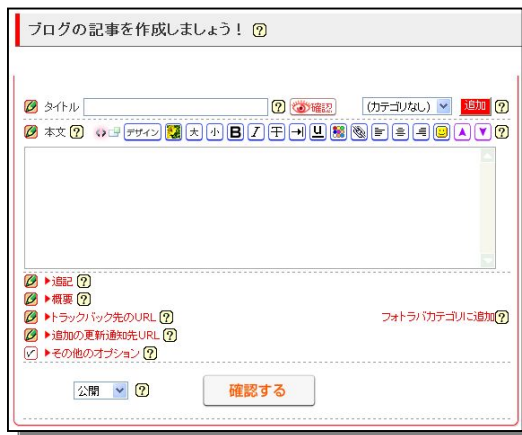 ブログの記事を作成しましょう！ ?
タイトル ? 確認 (カテゴリなし) 追加 ?
本文 ? デザイン 大 小 B I 干 U ?
▶追記 ?
▶概要 ?
▶トラックバック先のURL ? フォトラバカテゴリに追加 ?
▶追加の更新通知先URL ?
▶その他のオプション ?
公開 ? 確認する